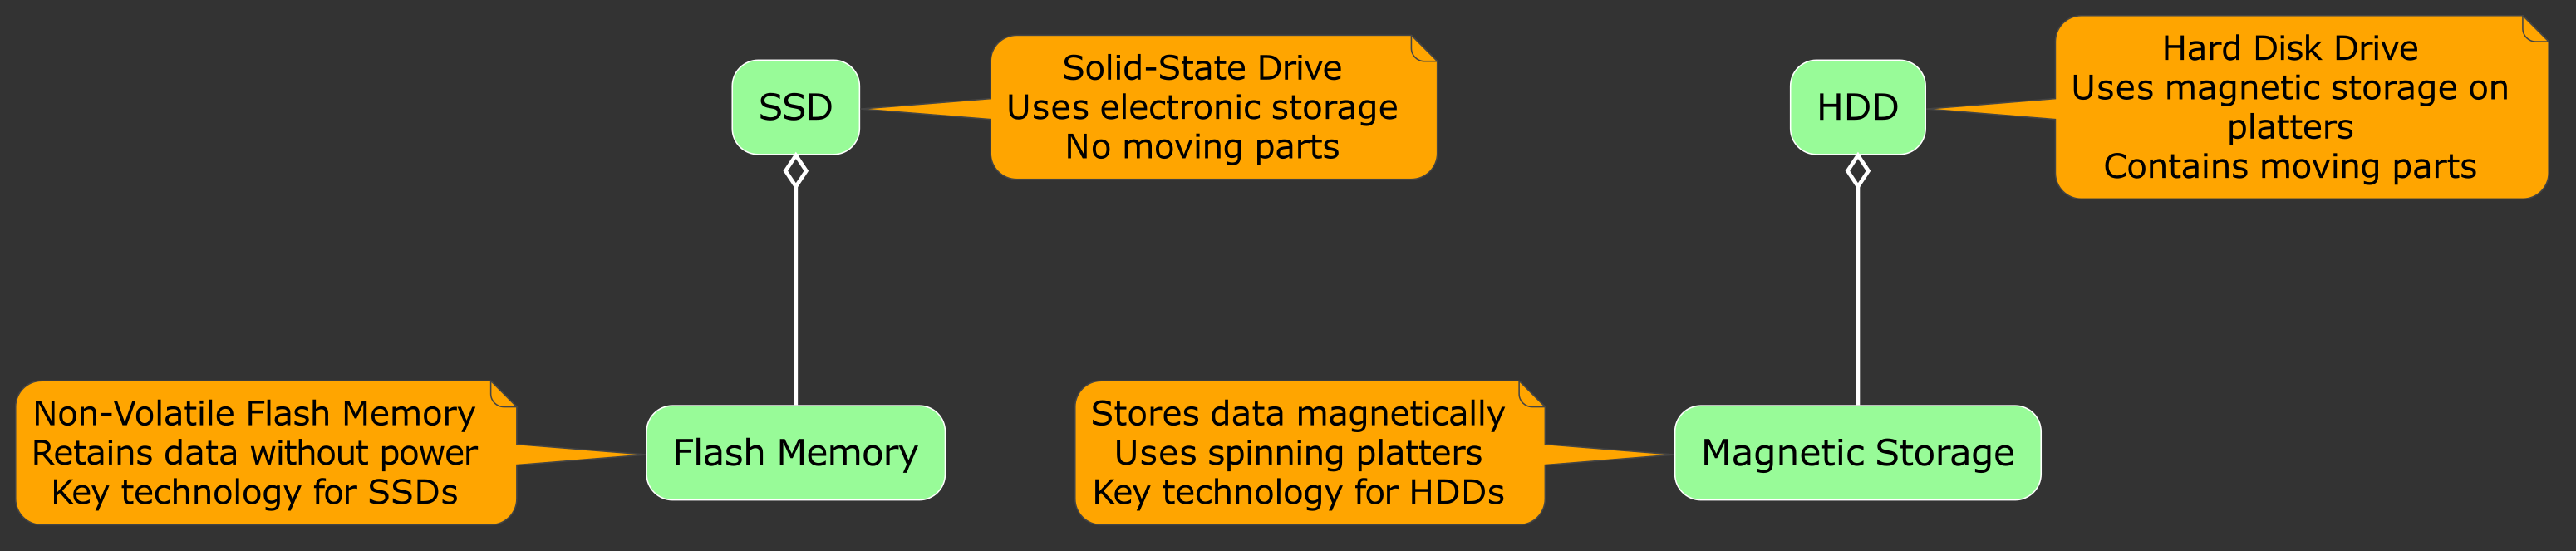 SSD
Solid-State Drive
Uses electronic storage
No moving parts
HDD
Hard Disk Drive
Uses magnetic storage on
platters
Contains moving parts
Non-Volatile Flash Memory
Retains data without power
Key technology for SSDs
Flash Memory
Stores data magnetically
Uses spinning platters
Key technology for HDDs
Magnetic Storage